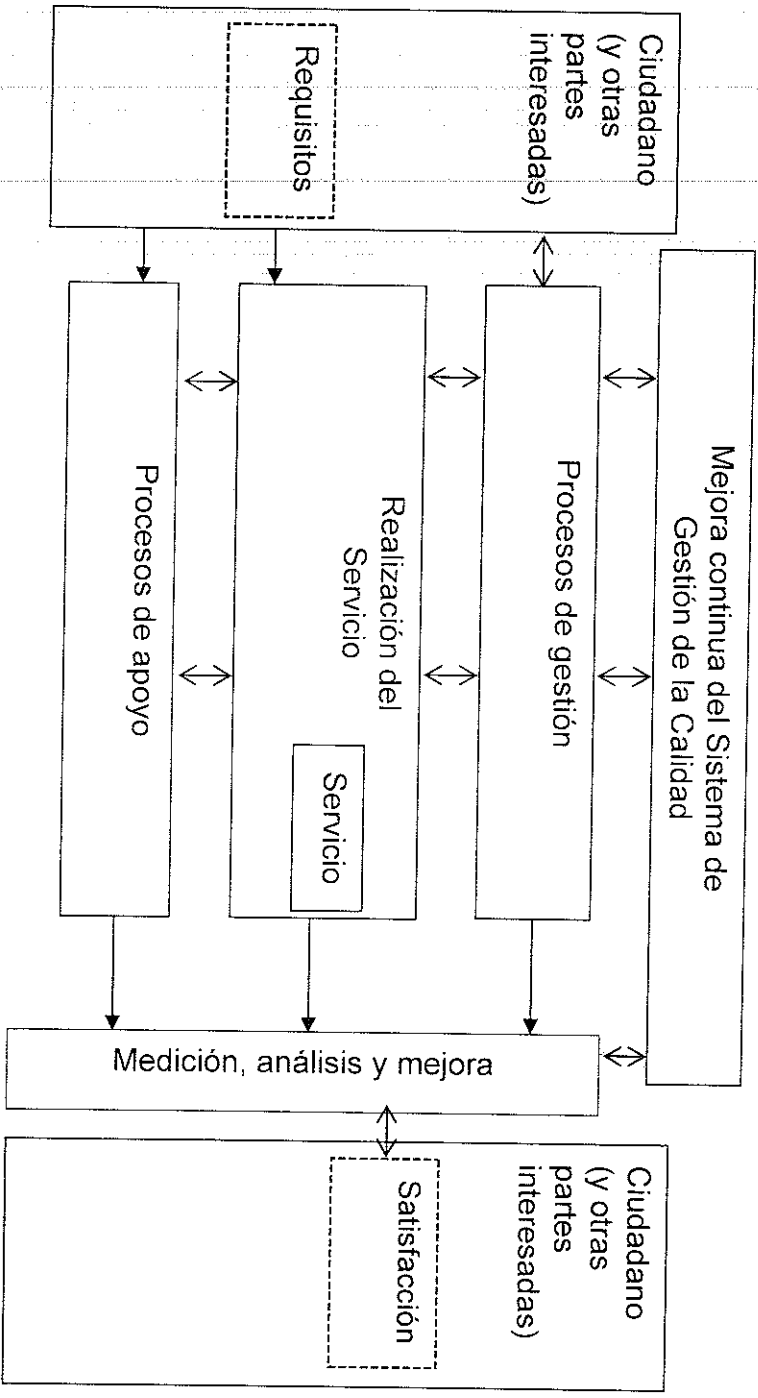 Mejora continua del Sistema de
Gestión de la Calidad
Ciudadano
(y otras
partes
interesadas)
Requisitos
Procesos de gestión
Realización del
Servicio
Servicio
Procesos de apoyo
Medición, análisis y mejora
Ciudadano
(y otras
partes
interesadas)
Satisfacción